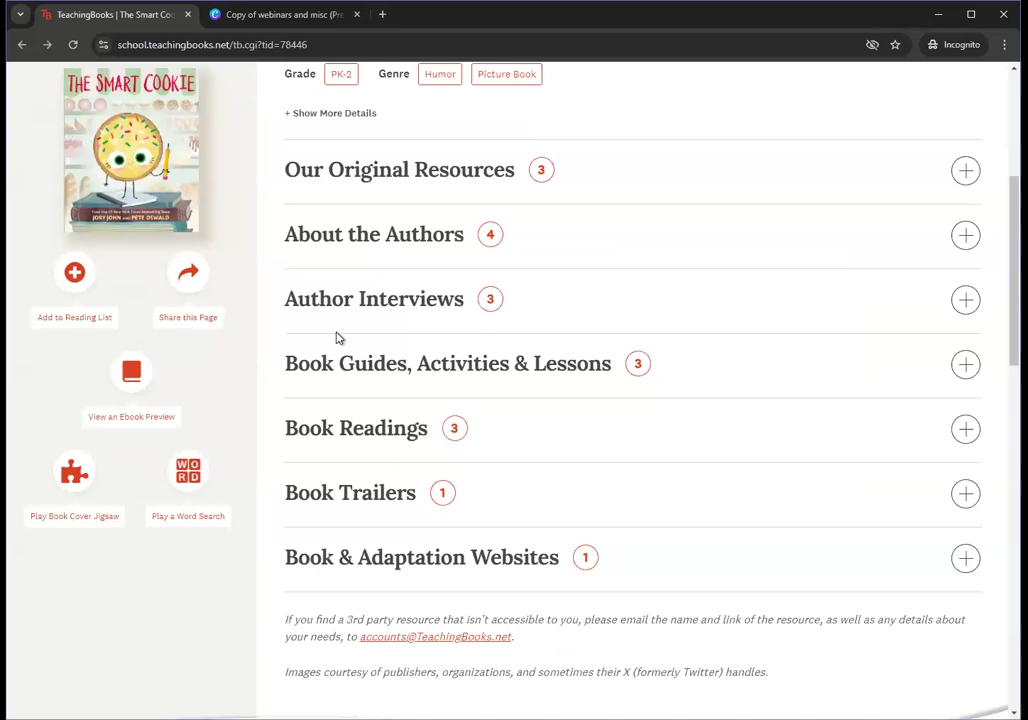 TeachingBooks | The Smart Coo
Copy of webinars and misc (Pre
school.teachingbooks.net/tb.cgi?tid=78446
Incognito
THE SMART COOKIE
JORY JOHN AND PETE OSWALD
Add to Reading List
Share this Page
View an Ebook Preview
WORD
Play Book Cover Jigsaw
Play a Word Search
Grade PK-2 Genre Humor Picture Book
+ Show More Details
Our Original Resources 3
About the Authors 4
Author Interviews 3
Book Guides, Activities & Lessons 3
Book Readings 3
Book Trailers 1
Book & Adaptation Websites 1
If you find a 3rd party resource that isn't accessible to you, please email the name and link of the resource, as well as any details about
your needs, to accounts@TeachingBooks.net.
Images courtesy of publishers, organizations, and sometimes their X (formerly Twitter) handles.